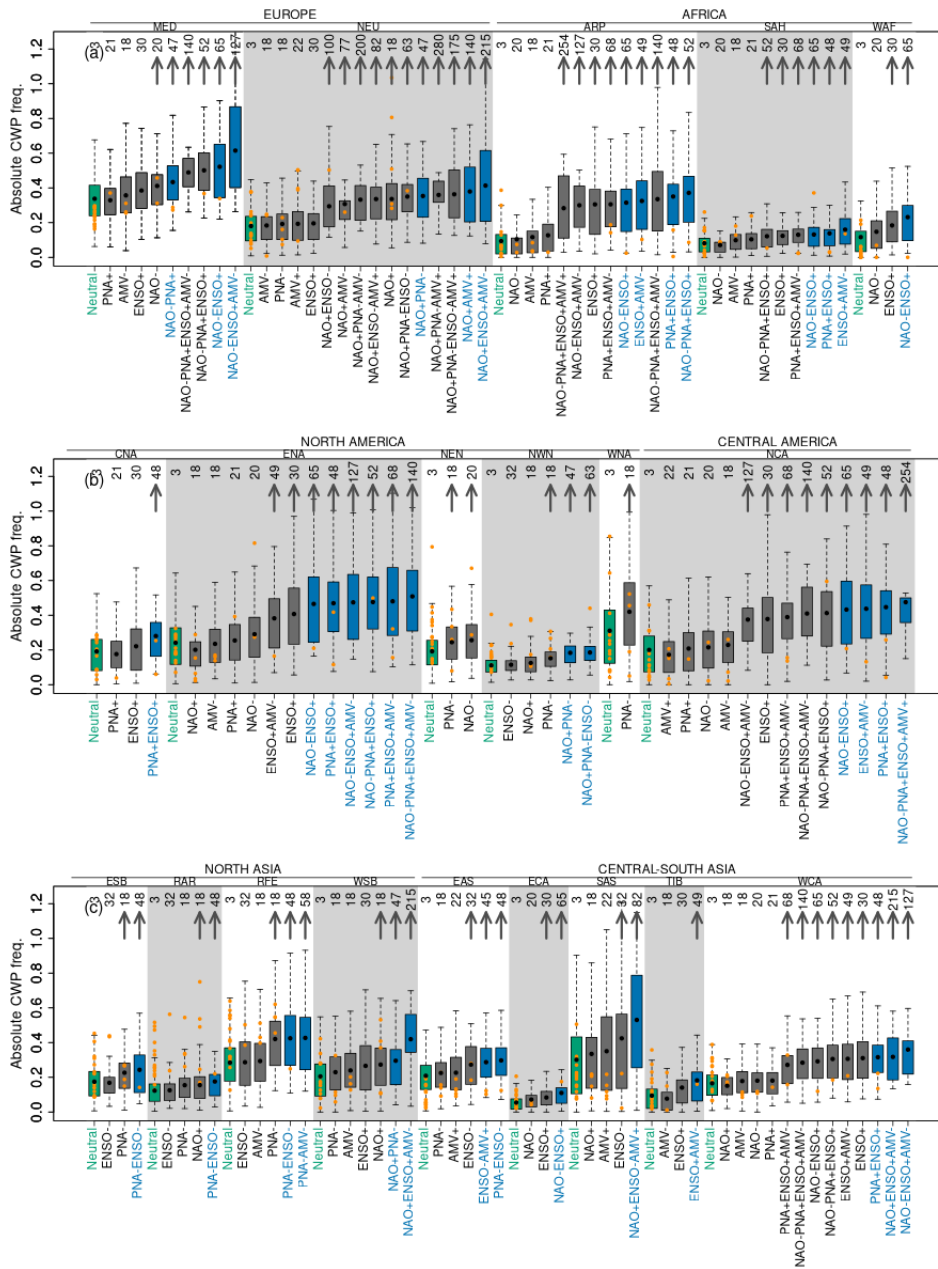 EUROPE AFRICA
MED NEU ARP SAH WAF
(a)
3 21 18 30 20 47 140 52 65 127 3 18 18 22 30 100 77 200 82 18 63 47 280 175 140 215 3 20 18 21 254 127 30 68 65 49 140 48 52 3 20 18 21 52 30 68 65 48 49 3 20 30 65
Absolute CWP freq.
0.0 0.2 0.4 0.6 0.8 1.0 1.2
Neutral PNA+ AMV- ENSO+ NAO- NAO-PNA+ NAO-PNA+ENSO+AMV- NAO-PNA+ENSO+ NAO-ENSO+ NAO-ENSO+AMV-
Neutral AMV- PNA- AMV+ ENSO+ NAO+ENSO+ NAO+AMV- NAO+PNA-AMV- NAO+ENSO-AMV+ NAO+ NAO+PNA-ENSO- NAO+PNA- NAO+PNA-AMV+ NAO+PNA-ENSO-AMV- NAO+AMV+ NAO+ENSO+AMV+
Neutral NAO- AMV- PNA+ NAO-PNA+ENSO+AMV+ NAO-ENSO+AMV- ENSO+ PNA+ENSO+AMV- NAO-ENSO+ ENSO+AMV- NAO-PNA+ENSO+AMV- PNA+ENSO+ NAO-PNA+ENSO+
Neutral NAO- AMV- PNA+ NAO-PNA+ENSO+ ENSO+ PNA+ENSO+AMV- NAO-ENSO+ PNA+ENSO+ ENSO+AMV-
Neutral NAO- ENSO+ NAO-ENSO+
NORTH AMERICA CENTRAL AMERICA
CNA ENA NEN NWN WNA NCA
(b)
3 21 30 48 3 18 18 21 20 49 30 65 48 127 52 68 140 3 18 20 3 32 18 18 47 63 3 18 3 22 21 20 18 127 30 68 140 52 65 49 48 254
Absolute CWP freq.
0.0 0.2 0.4 0.6 0.8 1.0 1.2
Neutral PNA+ ENSO+ PNA+ENSO+
Neutral NAO+ AMV- PNA+ NAO- ENSO+AMV- ENSO+ NAO-ENSO+ PNA+ENSO+ NAO-ENSO+AMV- NAO-PNA+ENSO+ PNA+ENSO+AMV- NAO-PNA+ENSO+AMV-
Neutral PNA- NAO-
Neutral ENSO- NAO+ PNA- NAO+PNA- NAO+PNA-ENSO-
Neutral PNA-
Neutral AMV+ PNA+ NAO- AMV- NAO-ENSO+AMV- ENSO+ PNA+ENSO+AMV- NAO-PNA+ENSO+AMV- NAO-PNA+ENSO+ NAO-ENSO+ ENSO+AMV- PNA+ENSO+ NAO-PNA+ENSO+AMV+
NORTH ASIA CENTRAL-SOUTH ASIA
ESB RAR RFE WSB EAS ECA SAS TIB WCA
(c)
3 32 18 48 3 32 18 18 48 3 32 18 18 48 58 3 18 18 30 18 47 215 3 18 22 32 45 48 3 20 30 65 3 18 22 32 82 3 18 30 49 3 18 18 20 21 68 140 65 52 49 30 48 215 127
Absolute CWP freq.
0.0 0.2 0.4 0.6 0.8 1.0 1.2
Neutral ENSO- PNA- PNA-ENSO-
Neutral ENSO- PNA- NAO+ PNA-ENSO-
Neutral ENSO- AMV- PNA- PNA-ENSO- PNA-AMV-
Neutral PNA- AMV- ENSO+ NAO+ NAO+PNA- NAO+ENSO+AMV+
Neutral PNA- AMV+ ENSO- ENSO-AMV+ PNA-ENSO-
Neutral NAO- ENSO+ NAO-ENSO+
Neutral NAO+ AMV+ ENSO- NAO+ENSO-AMV+
Neutral AMV- ENSO+ ENSO+AMV-
Neutral NAO+ AMV- NAO- PNA+ PNA+ENSO+AMV- NAO-PNA+ENSO+AMV- NAO-ENSO+ NAO-PNA+ENSO+ ENSO+AMV- ENSO+ PNA+ENSO+ NAO+ENSO+AMV- NAO-ENSO+AMV-